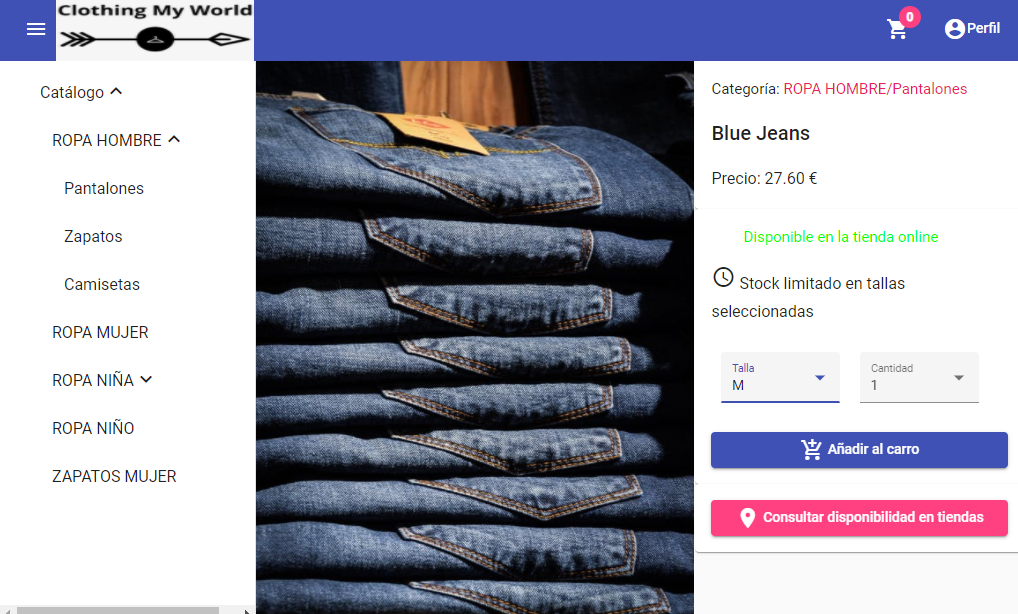 Clothing My World
0
Perfil
Catálogo
ROPA HOMBRE
Pantalones
Zapatos
Camisetas
ROPA MUJER
ROPA NIÑA
ROPA NIÑO
ZAPATOS MUJER
Categoría: ROPA HOMBRE/Pantalones
Blue Jeans
Precio: 27.60 €
Disponible en la tienda online
Stock limitado en tallas
seleccionadas
Talla
M
Cantidad
1
Añadir al carro
Consultar disponibilidad en tiendas